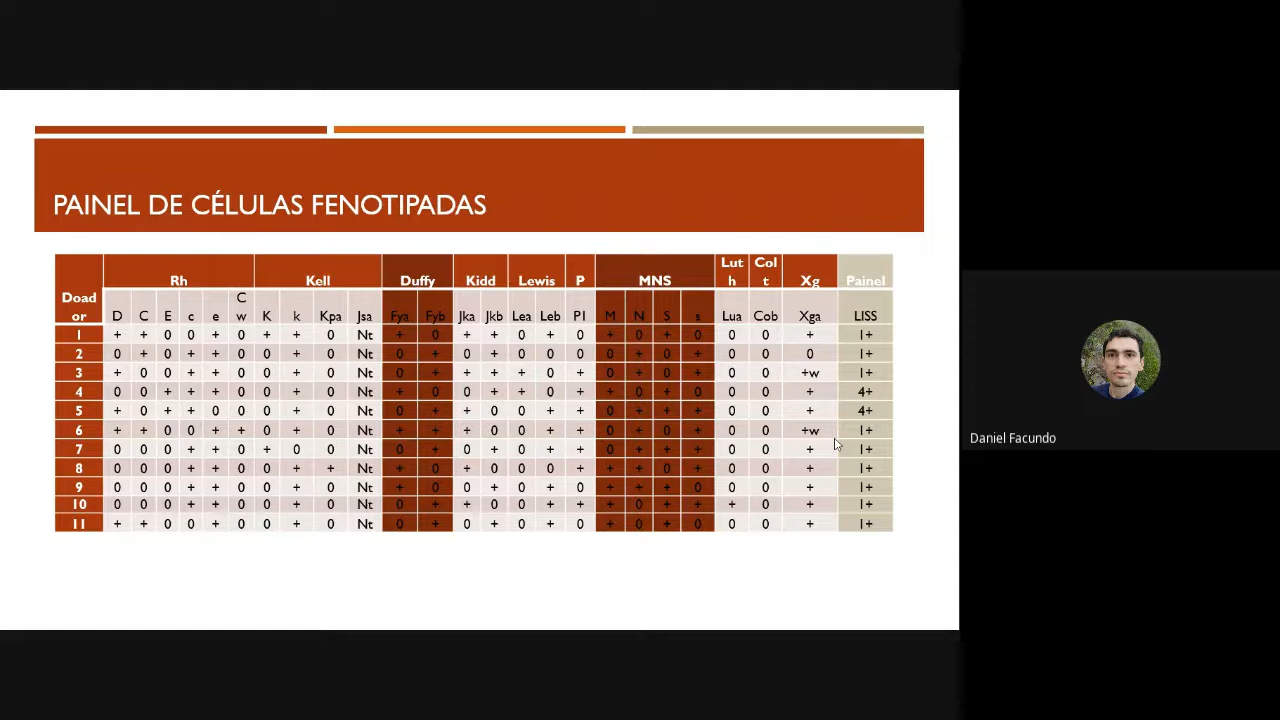 PAINEL DE CÉLULAS FENOTIPADAS
Doador Rh Kell Duffy Kidd Lewis P MNS Luth Colt Xg Painel
D C E c e Cw K k Kpa Jsa Fya Fyb Jka Jkb Lea Leb P1 M N S s Lua Cob Xga LISS
1 + + 0 0 + 0 + + 0 Nt + 0 + + 0 + 0 + 0 + 0 0 0 + 1+
2 0 + 0 + + 0 0 + 0 Nt 0 + 0 + 0 + + 0 + 0 + 0 0 0 1+
3 + 0 0 + + 0 0 + 0 Nt 0 + + + + 0 + 0 + 0 + 0 0 +w 1+
4 0 0 + + + 0 0 + 0 Nt + 0 + + + 0 + + 0 + 0 0 0 + 4+
5 + 0 + + 0 0 0 + 0 Nt 0 + + 0 0 + + 0 + 0 + 0 0 + 4+
6 + + 0 + + + 0 + 0 Nt 0 + + 0 0 + + 0 + 0 + 0 0 +w 1+
7 0 0 0 + + 0 + 0 0 Nt 0 + 0 + 0 + + 0 + + + 0 0 + 1+
8 0 0 0 + + 0 0 + + Nt + 0 + 0 0 0 + + + 0 + 0 0 + 1+
9 0 0 0 + + 0 0 + 0 Nt + 0 0 + 0 + 0 + + + + 0 0 + 1+
10 0 0 0 + + 0 0 + 0 Nt 0 + + 0 0 + + + 0 + + + 0 + 1+
11 + + 0 0 + 0 0 + 0 Nt 0 + 0 + 0 + 0 + 0 + 0 0 0 + 1+
Daniel Facundo